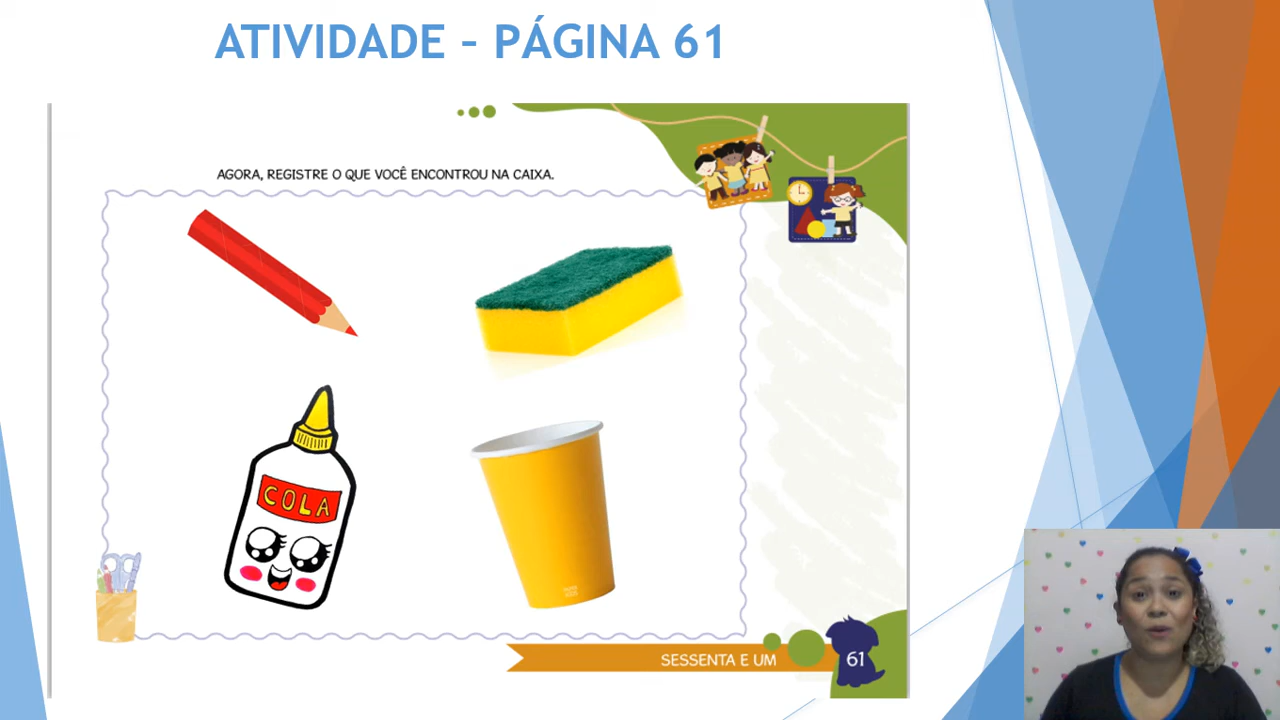 ATIVIDADE – PÁGINA 61
AGORA, REGISTRE O QUE VOCÊ ENCONTROU NA CAIXA.
COLA
SESSENTA E UM
61